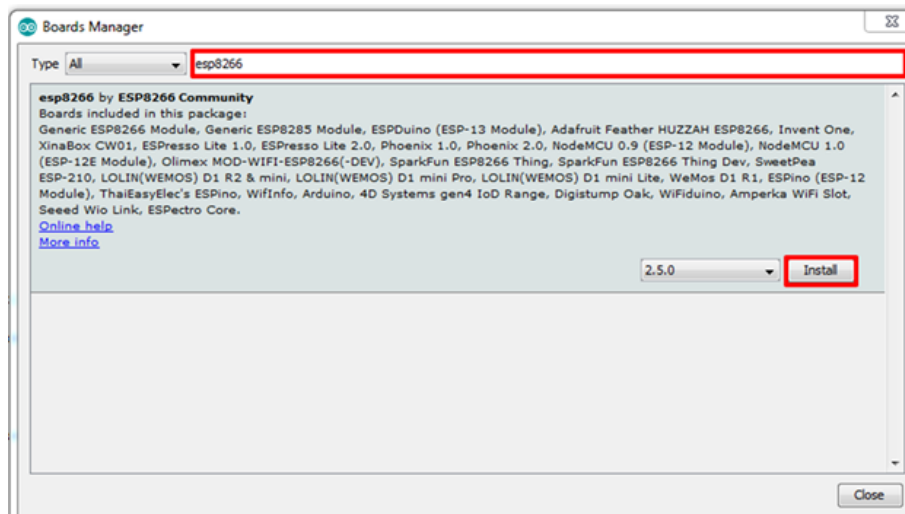 Boards Manager
Type All esp8266
esp8266 by ESP8266 Community
Boards included in this package:
Generic ESP8266 Module, Generic ESP8285 Module, ESPDuino (ESP-13 Module), Adafruit Feather HUZZAH ESP8266, Invent One,
XinaBox CW01, ESPresso Lite 1.0, ESPresso Lite 2.0, Phoenix 1.0, Phoenix 2.0, NodeMCU 0.9 (ESP-12 Module), NodeMCU 1.0
(ESP-12E Module), Olimex MOD-WIFI-ESP8266(-DEV), SparkFun ESP8266 Thing, SparkFun ESP8266 Thing Dev, SweetPea
ESP-210, LOLIN(WEMOS) D1 R2 & mini, LOLIN(WEMOS) D1 mini Pro, LOLIN(WEMOS) D1 mini Lite, WeMos D1 R1, ESPino (ESP-12
Module), ThaiEasyElec's ESPino, WifInfo, Arduino, 4D Systems gen4 IoD Range, Digistump Oak, WiFiduino, Amperka WiFi Slot,
Seeed Wio Link, ESPectro Core.
Online help
More info
2.5.0 Install
Close